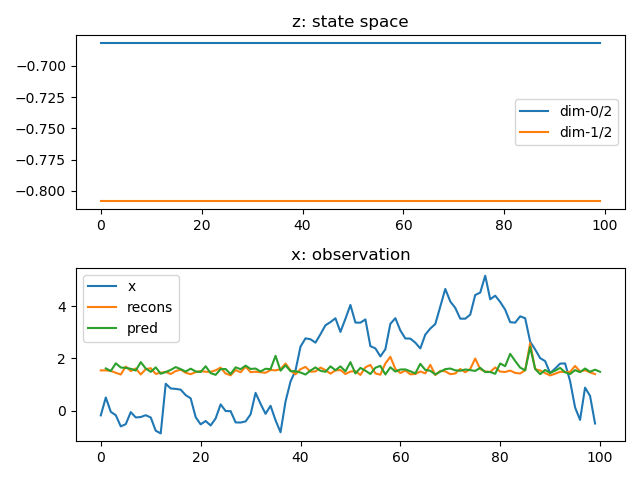 z: state space
−0.700
−0.725
−0.750
−0.775
−0.800
dim-0/2
dim-1/2
0 20 40 60 80 100
x: observation
x
recons
pred
4
2
0
0 20 40 60 80 100